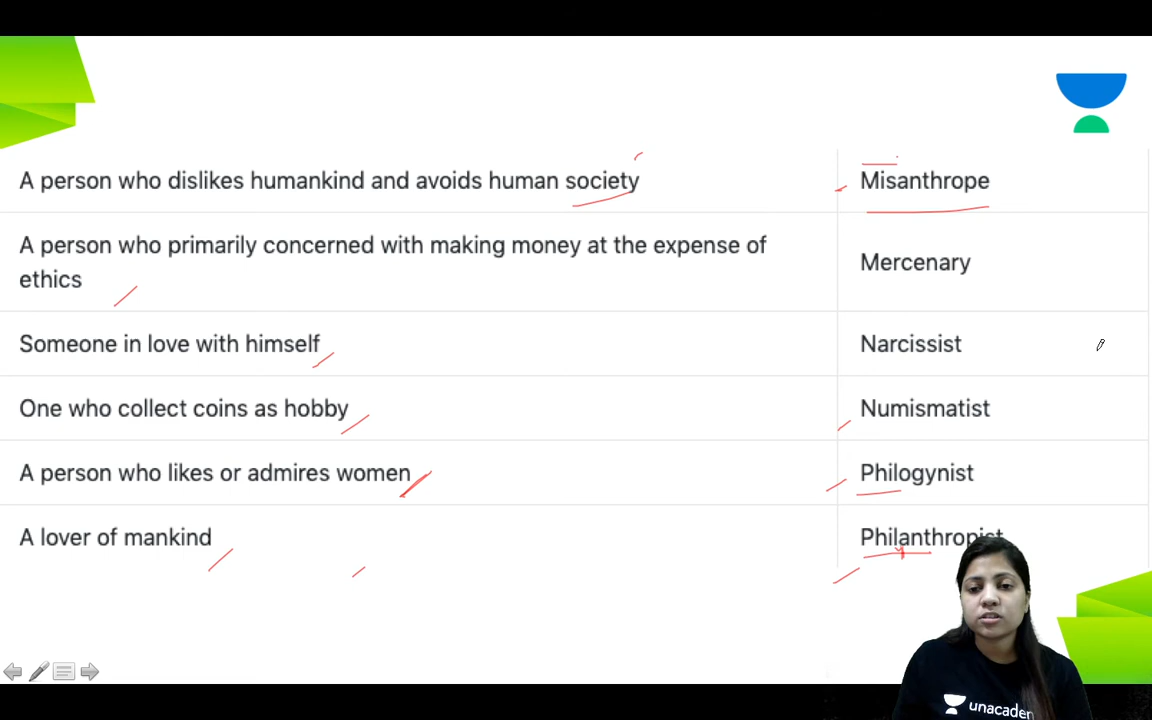 A person who dislikes humankind and avoids human society
Misanthrope
A person who primarily concerned with making money at the expense of
ethics
Mercenary
Someone in love with himself
Narcissist
One who collect coins as hobby
Numismatist
A person who likes or admires women
Philogynist
A lover of mankind
Philanthropist
unacadem